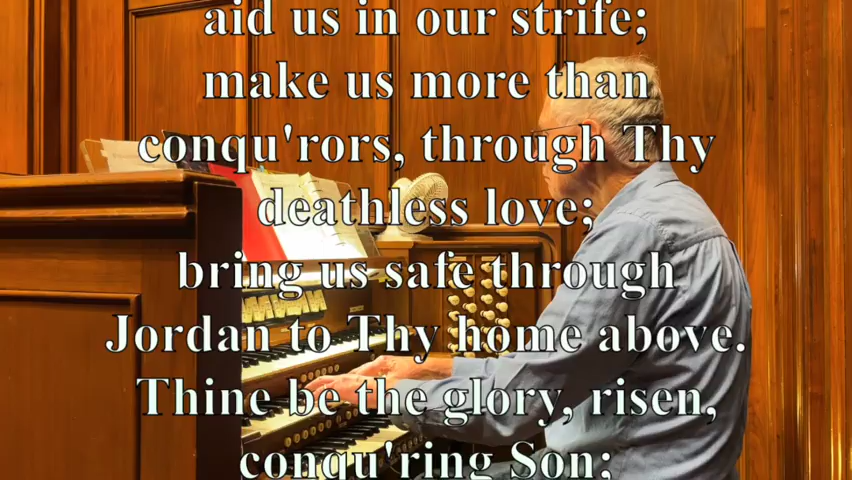 aid us in our strife;
make us more than
conqu'rors, through Thy
deathless love;
bring us safe through
Jordan to Thy home above.
Thine be the glory, risen,
conqu'ring Son;